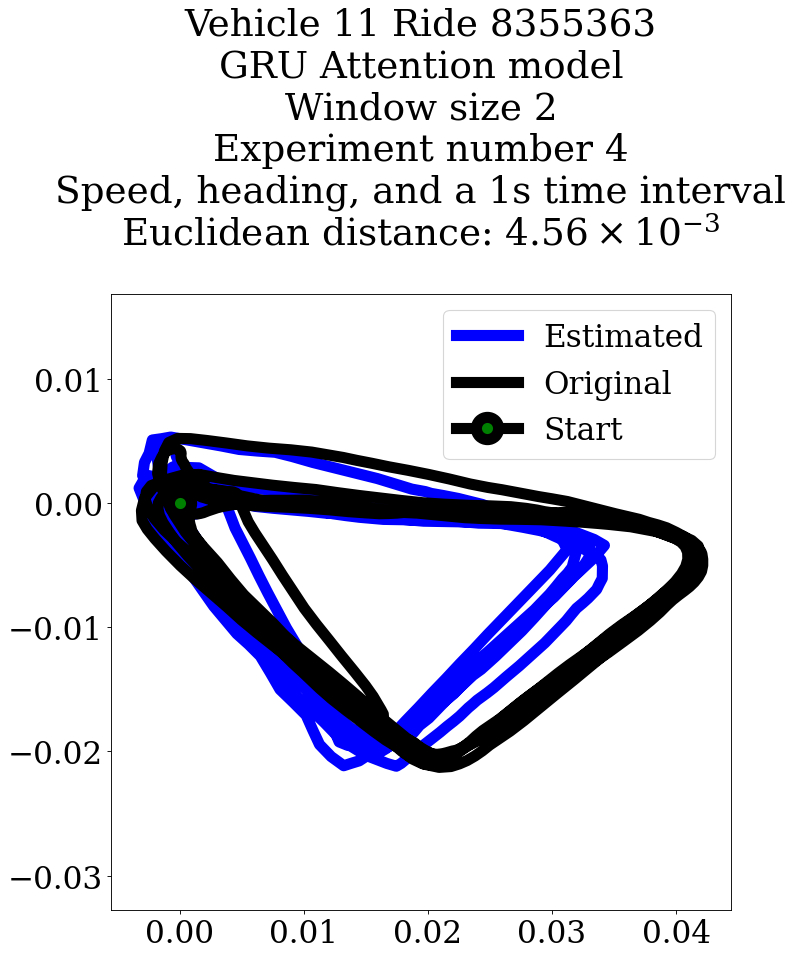 Vehicle 11 Ride 8355363
GRU Attention model
Window size 2
Experiment number 4
Speed, heading, and a 1s time interval
Euclidean distance: 4.56 × 10⁻³
Estimated
Original
Start
0.01
0.00
−0.01
−0.02
−0.03
0.00 0.01 0.02 0.03 0.04